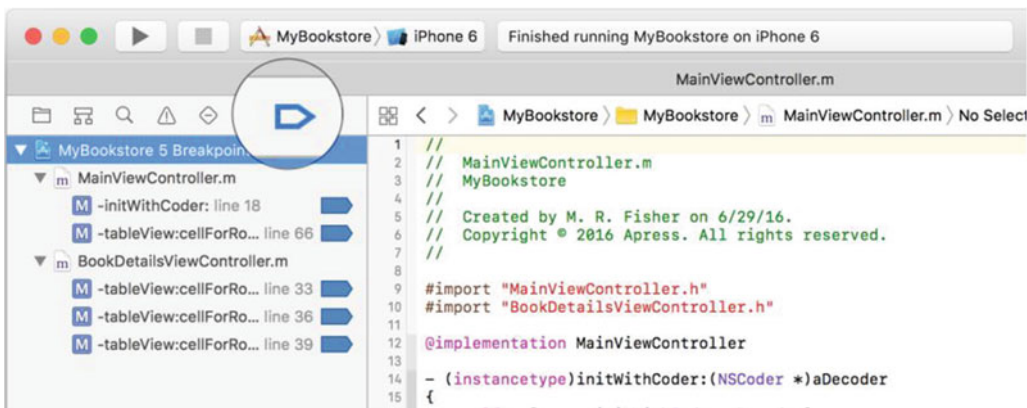 MyBookstore iPhone 6 Finished running MyBookstore on iPhone 6
MainViewController.m
MyBookstore MyBookstore m MainViewController.m No Selec
MyBookstore 5 Breakpoin
m MainViewController.m
M -initWithCoder: line 18
M -tableView:cellForRo... line 66
m BookDetailsViewController.m
M -tableView:cellForRo... line 33
M -tableView:cellForRo... line 36
M -tableView:cellForRo... line 39
1 //
2 // MainViewController.m
3 // MyBookstore
4 //
5 // Created by M. R. Fisher on 6/29/16.
6 // Copyright © 2016 Apress. All rights reserved.
7 //
8
9 #import "MainViewController.h"
10 #import "BookDetailsViewController.h"
11
12 @implementation MainViewController
13
14 - (instancetype)initWithCoder:(NSCoder *)aDecoder
15 {